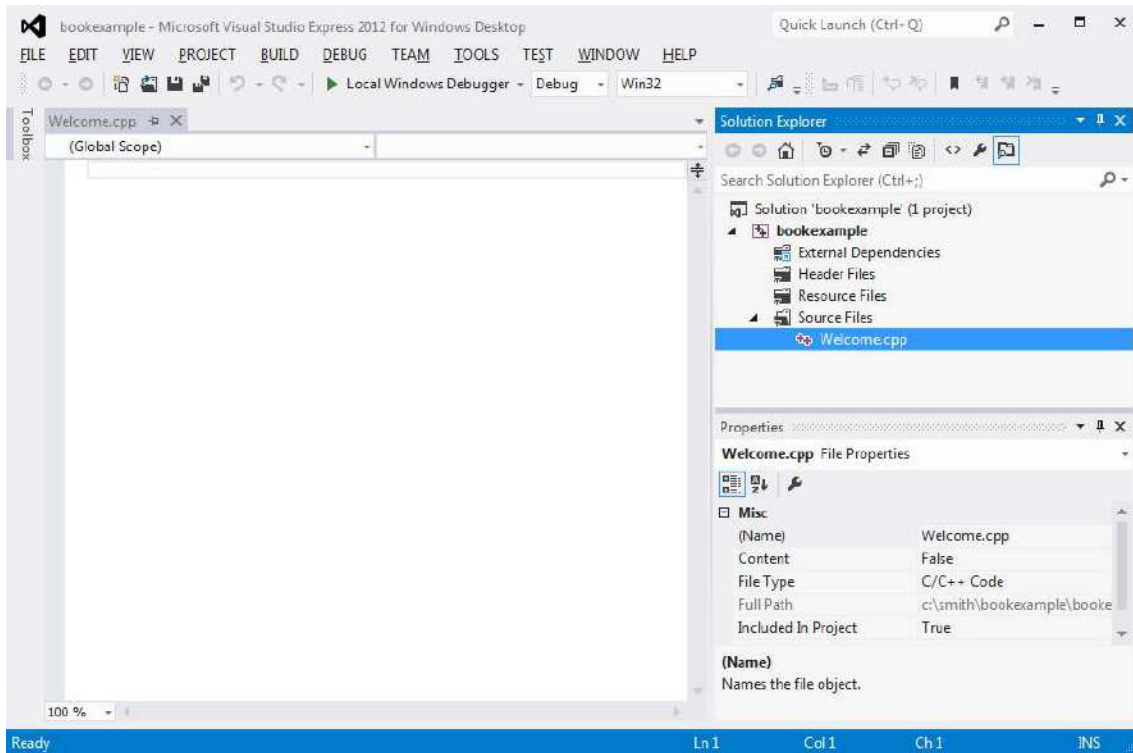 bookexample - Microsoft Visual Studio Express 2012 for Windows Desktop
Quick Launch (Ctrl+Q)
FILE EDIT VIEW PROJECT BUILD DEBUG TEAM TOOLS TEST WINDOW HELP
Local Windows Debugger Debug Win32
Toolbox
Welcome.cpp
(Global Scope)
100 %
Solution Explorer
Search Solution Explorer (Ctrl+;)
Solution 'bookexample' (1 project)
bookexample
External Dependencies
Header Files
Resource Files
Source Files
Welcome.cpp
Properties
Welcome.cpp File Properties
Misc
(Name) Welcome.cpp
Content False
File Type C/C++ Code
Full Path c:\smith\bookexample\booke
Included In Project True
(Name)
Names the file object.
Ready Ln 1 Col 1 Ch 1 INS